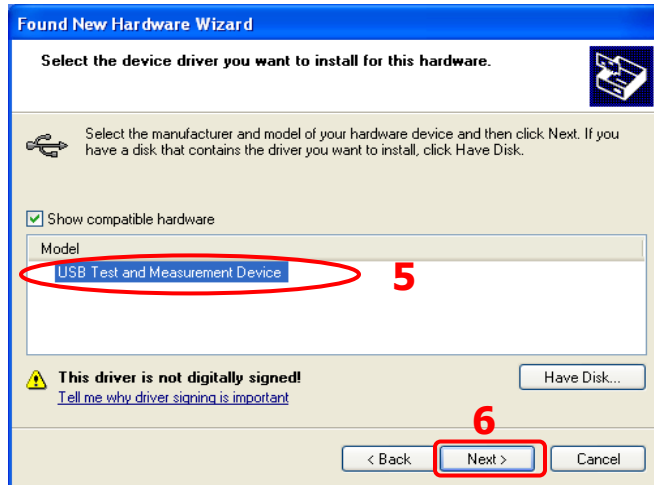 Found New Hardware Wizard
Select the device driver you want to install for this hardware.
Select the manufacturer and model of your hardware device and then click Next. If you
have a disk that contains the driver you want to install, click Have Disk.
Show compatible hardware
Model
USB Test and Measurement Device
5
This driver is not digitally signed!
Have Disk...
Tell me why driver signing is important
6
< Back
Next >
Cancel